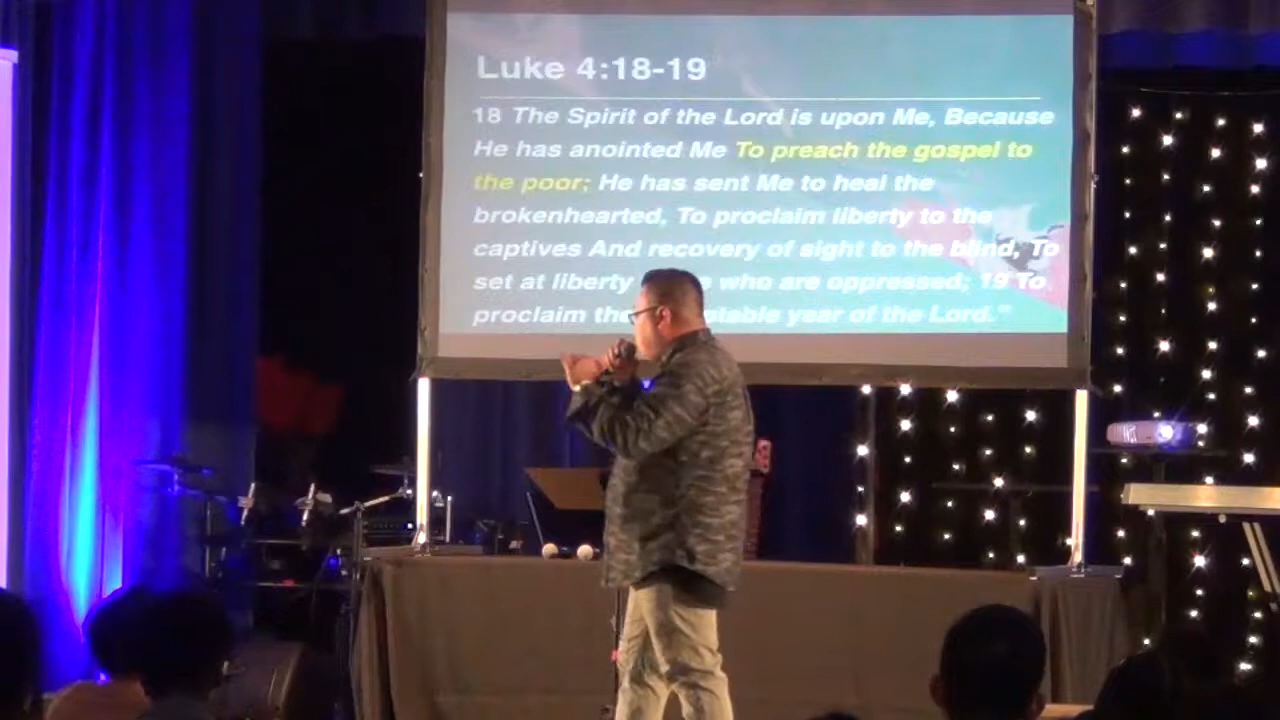 Luke 4:18-19
18 The Spirit of the Lord is upon Me, Because
He has anointed Me To preach the gospel to
the poor; He has sent Me to heal the
brokenhearted, To proclaim liberty to the
captives And recovery of sight to the blind, To
set at liberty who are oppressed; 19 To
proclaim the year of the Lord."